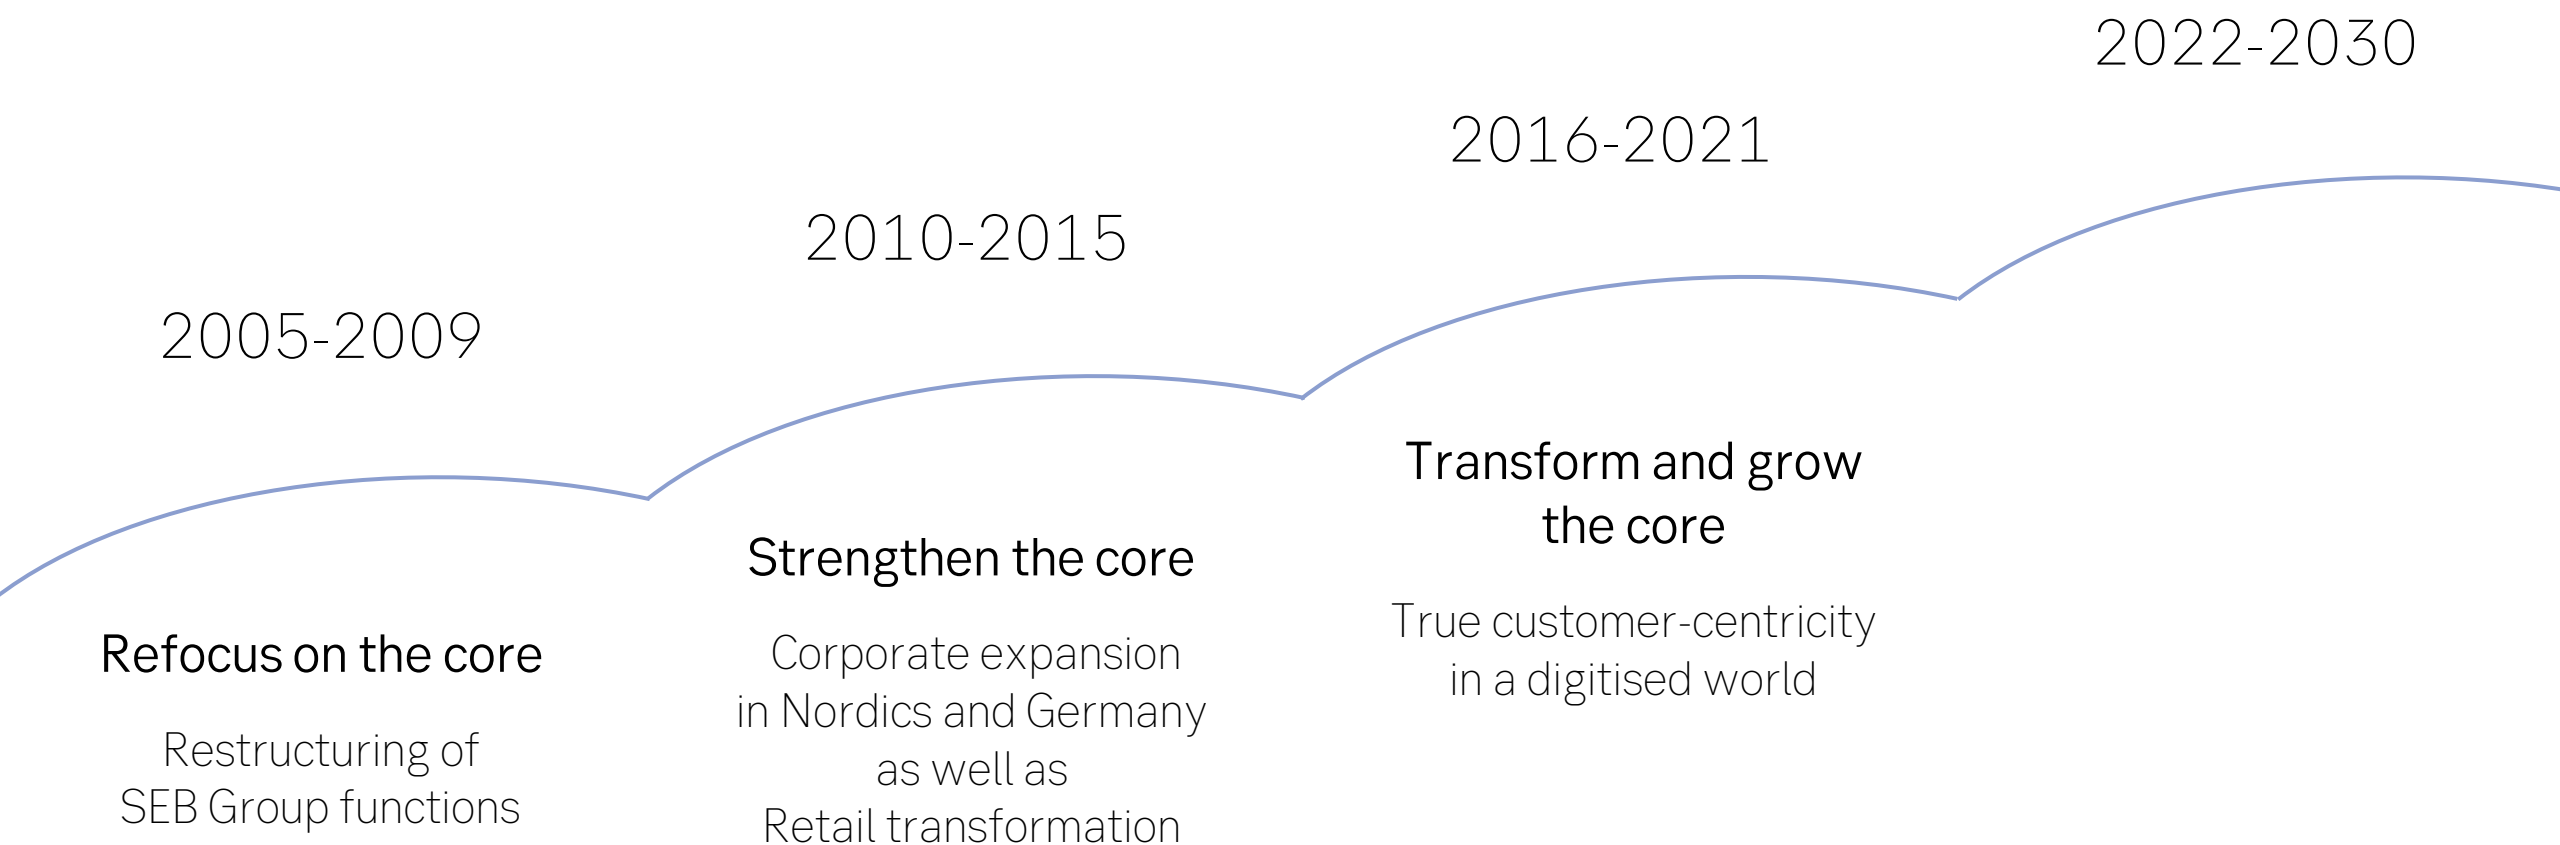 2005-2009
Refocus on the core
Restructuring of
SEB Group functions
2010-2015
Strengthen the core
Corporate expansion
in Nordics and Germany
as well as
Retail transformation
2016-2021
Transform and grow
the core
True customer-centricity
in a digitised world
2022-2030